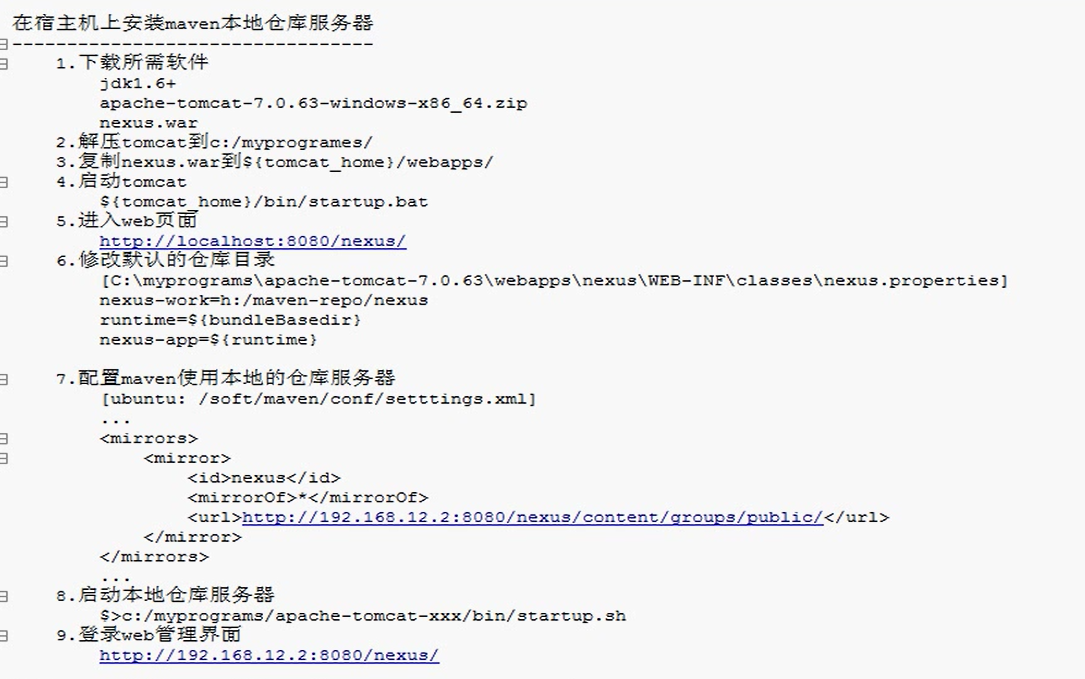 在宿主机上安装maven本地仓库服务器
---------------------------------
1.下载所需软件
jdk1.6+
apache-tomcat-7.0.63-windows-x86_64.zip
nexus.war
2.解压tomcat到c:/myprogrames/
3.复制nexus.war到${tomcat_home}/webapps/
4.启动tomcat
${tomcat_home}/bin/startup.bat
5.进入web页面
http://localhost:8080/nexus/
6.修改默认的仓库目录
[C:\myprograms\apache-tomcat-7.0.63\webapps\nexus\WEB-INF\classes\nexus.properties]
nexus-work=h:/maven-repo/nexus
runtime=${bundleBasedir}
nexus-app=${runtime}
7.配置maven使用本地的仓库服务器
[ubuntu: /soft/maven/conf/setttings.xml]
...
<mirrors>
<mirror>
<id>nexus</id>
<mirrorOf>*</mirrorOf>
<url>http://192.168.12.2:8080/nexus/content/groups/public/</url>
</mirror>
</mirrors>
...
8.启动本地仓库服务器
$>c:/myprograms/apache-tomcat-xxx/bin/startup.sh
9.登录web管理界面
http://192.168.12.2:8080/nexus/